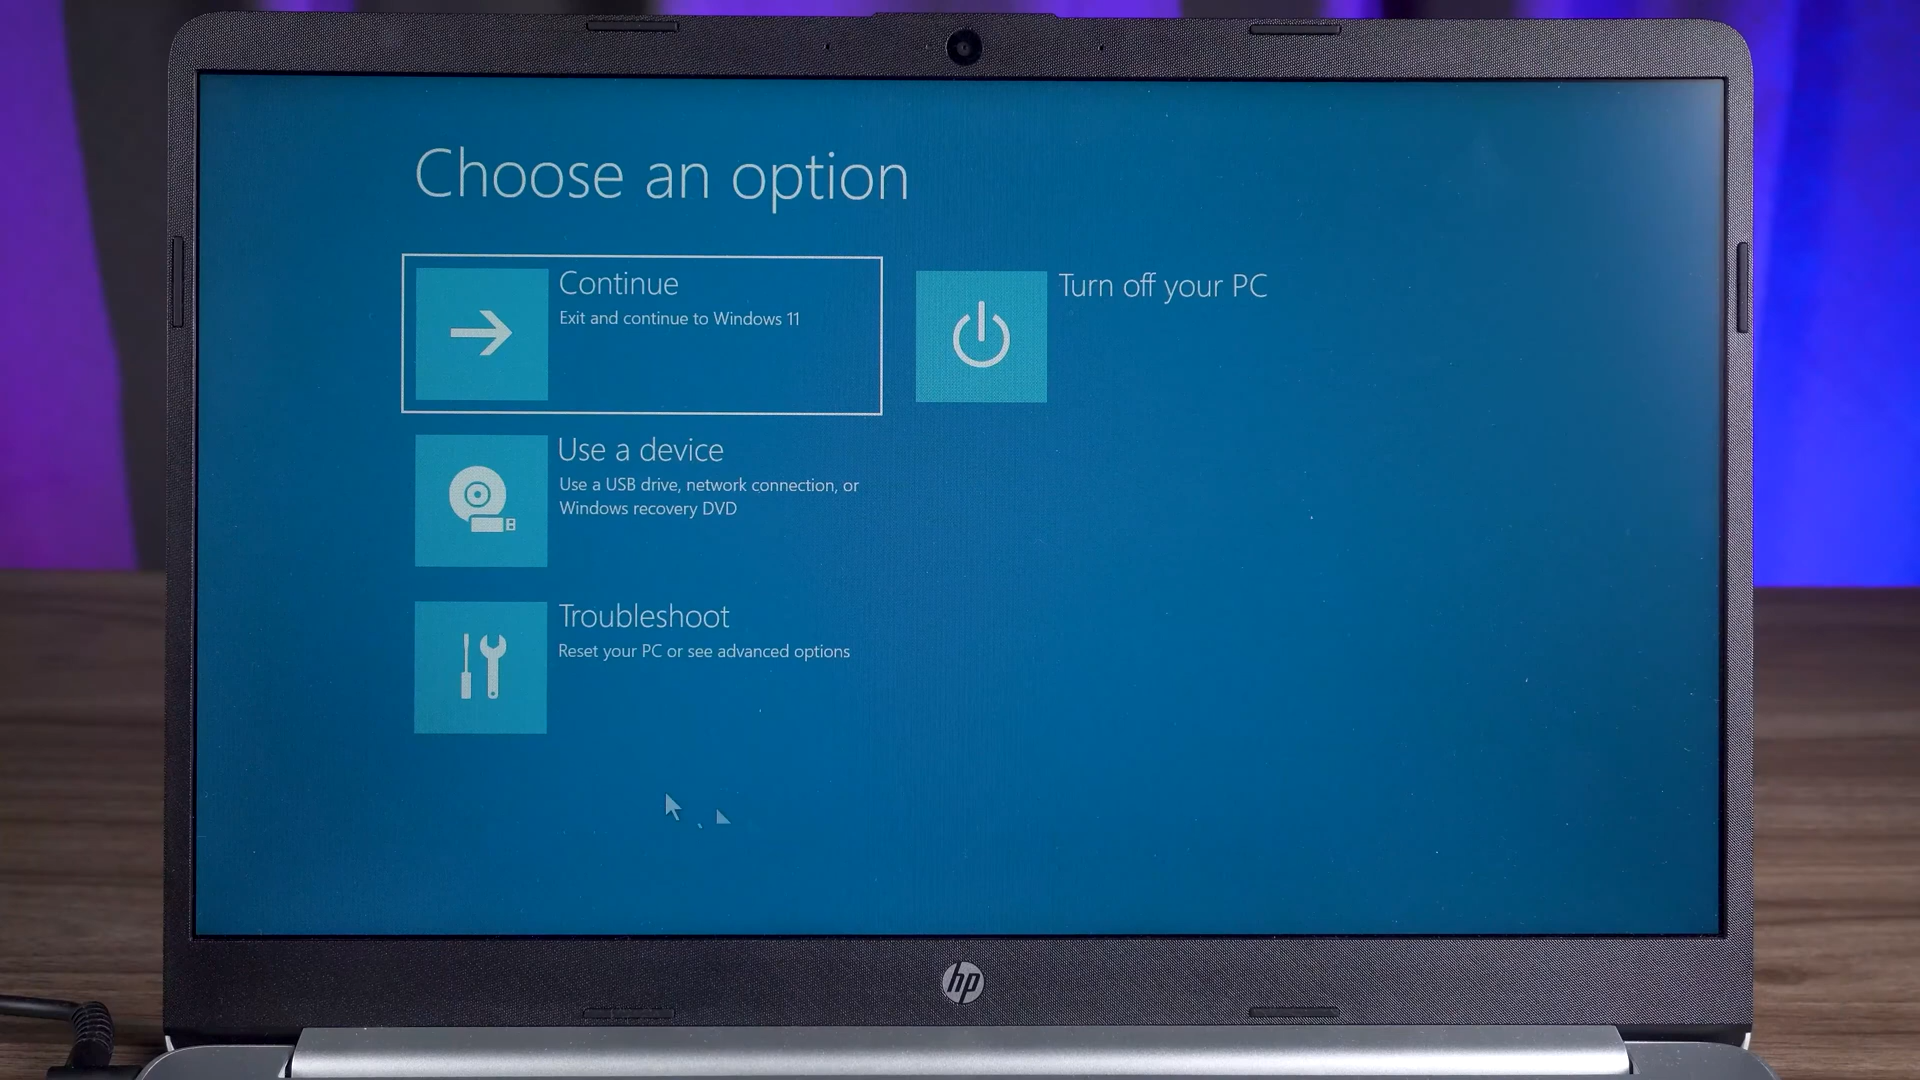 Choose an option
Continue
Exit and continue to Windows 11
Turn off your PC
Use a device
Use a USB drive, network connection, or
Windows recovery DVD
Troubleshoot
Reset your PC or see advanced options
hp